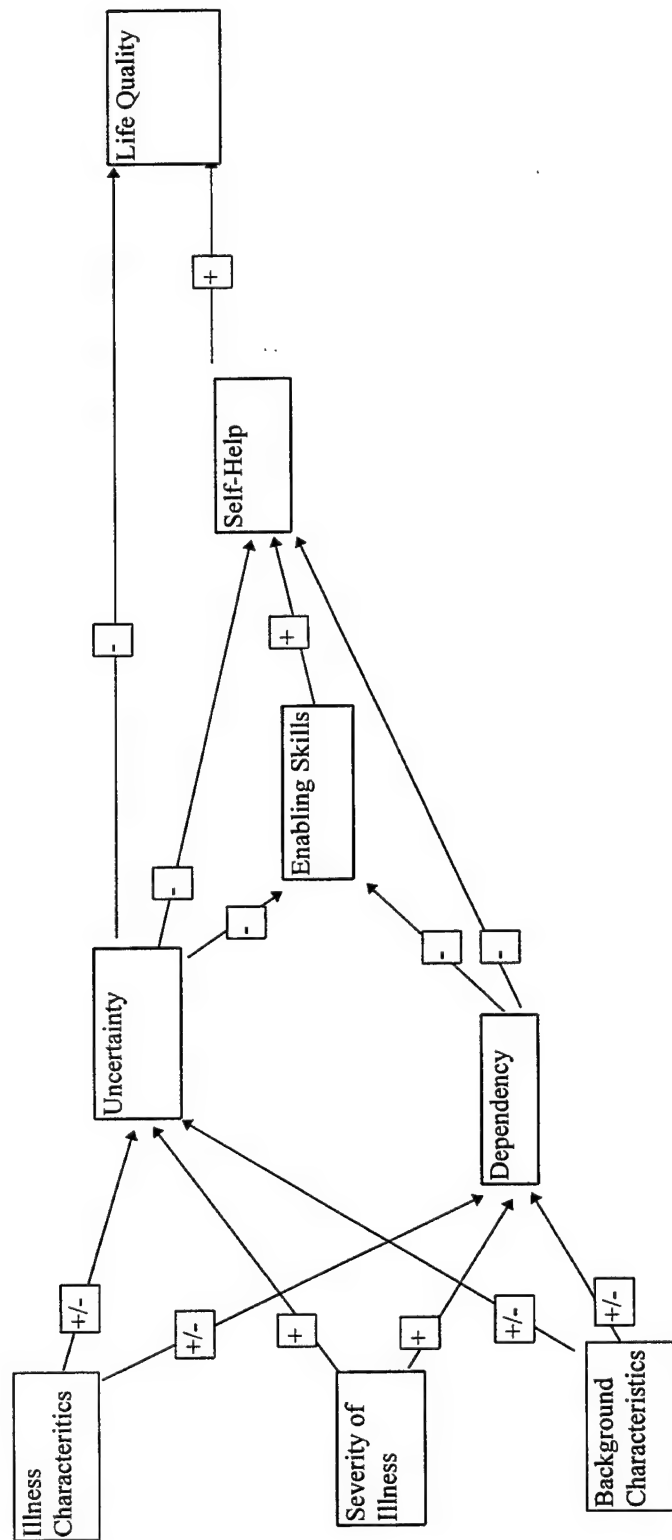 Illness
Characteritics
+/-
+/-
Severity of
Illness
+
+
Background
Characteristics
+/-
+/-
Uncertainty
-
-
-
Dependency
-
-
Enabling Skills
+
Self-Help
+
Life Quality